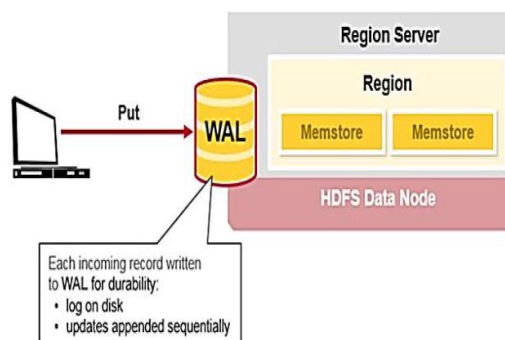 Region Server
Region
Put
WAL
Memstore
Memstore
HDFS Data Node
Each incoming record written
to WAL for durability:
• log on disk
• updates appended sequentially